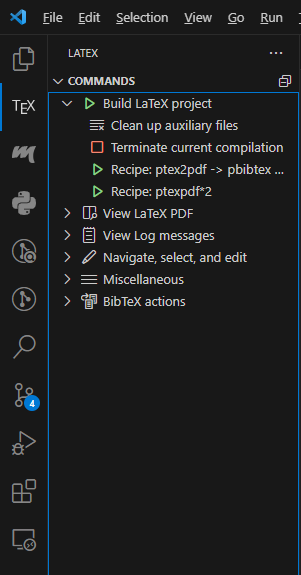 File Edit Selection View Go Run
LATEX
COMMANDS
Build LaTeX project
Clean up auxiliary files
Terminate current compilation
Recipe: ptex2pdf -> pbibtex ...
Recipe: ptexpdf*2
View LaTeX PDF
View Log messages
Navigate, select, and edit
Miscellaneous
BibTeX actions
TEX
4